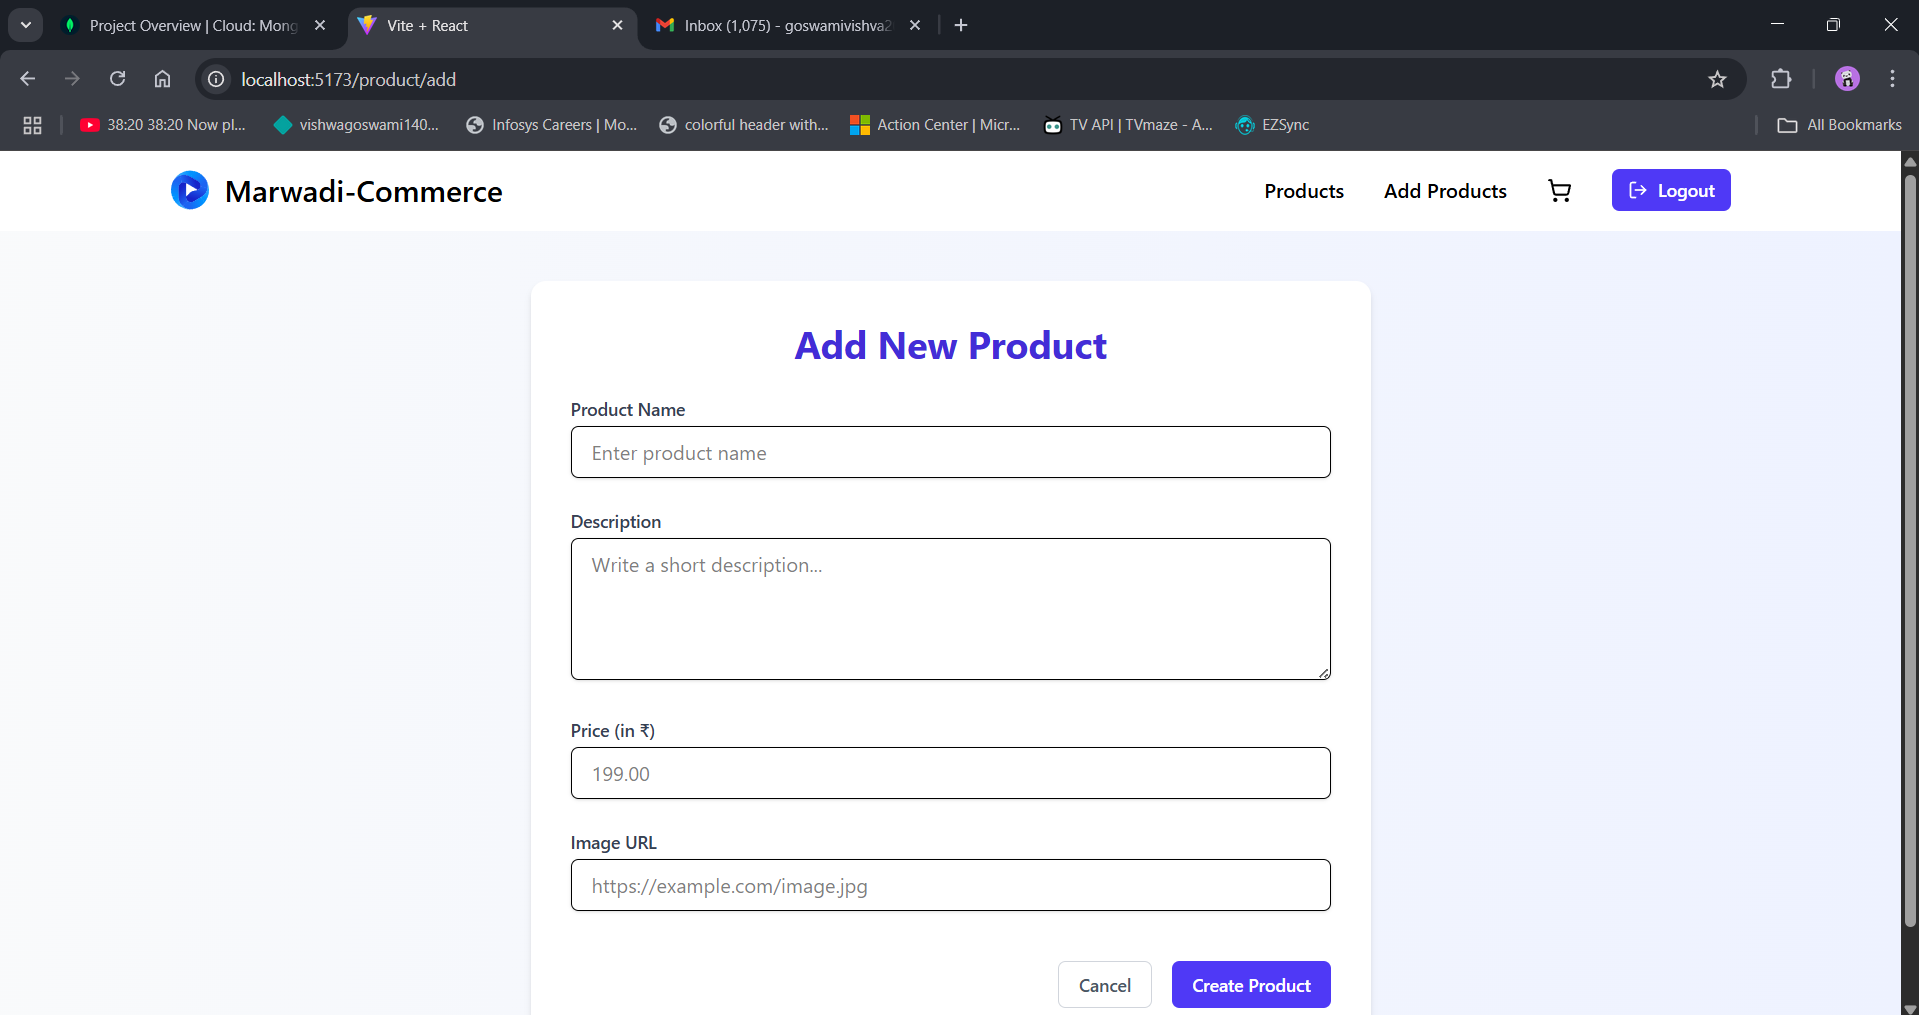 Project Overview | Cloud: Mong
Vite + React
Inbox (1,075) - goswamivishva2
localhost:5173/product/add
38:20 38:20 Now pl...
vishwagoswami140...
Infosys Careers | Mo...
colorful header with...
Action Center | Micr...
TV API | TVmaze - A...
EZSync
All Bookmarks
Marwadi-Commerce
Products
Add Products
Logout
Add New Product
Product Name
Enter product name
Description
Write a short description...
Price (in ₹)
199.00
Image URL
https://example.com/image.jpg
Cancel
Create Product